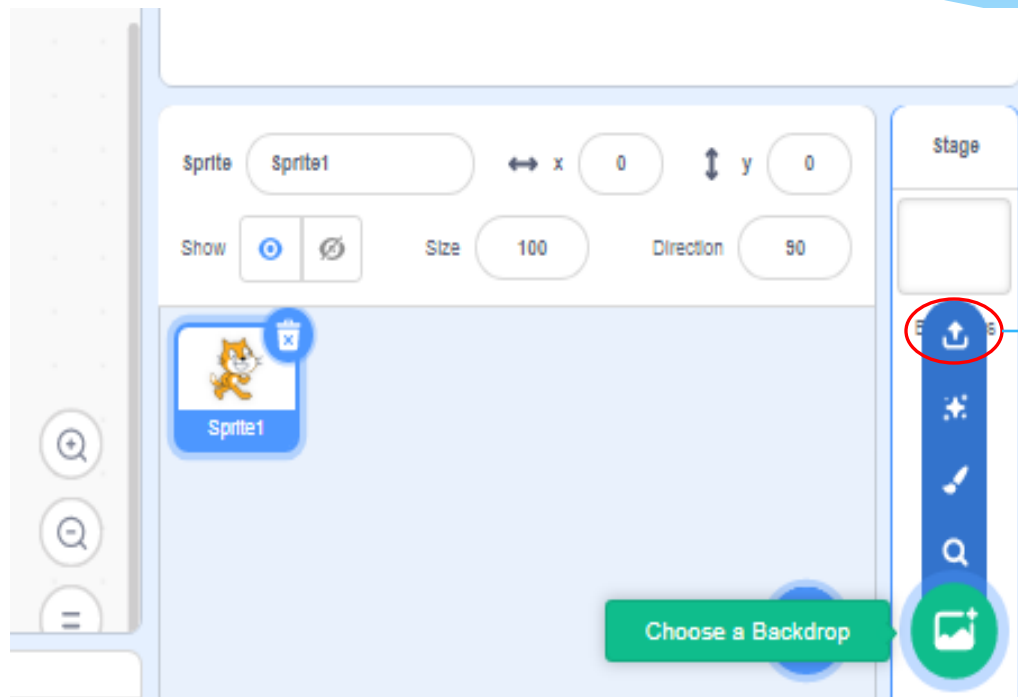 Sprite Sprite1 x 0 y 0
Stage
Show Size 100 Direction 90
Sprite1
Choose a Backdrop